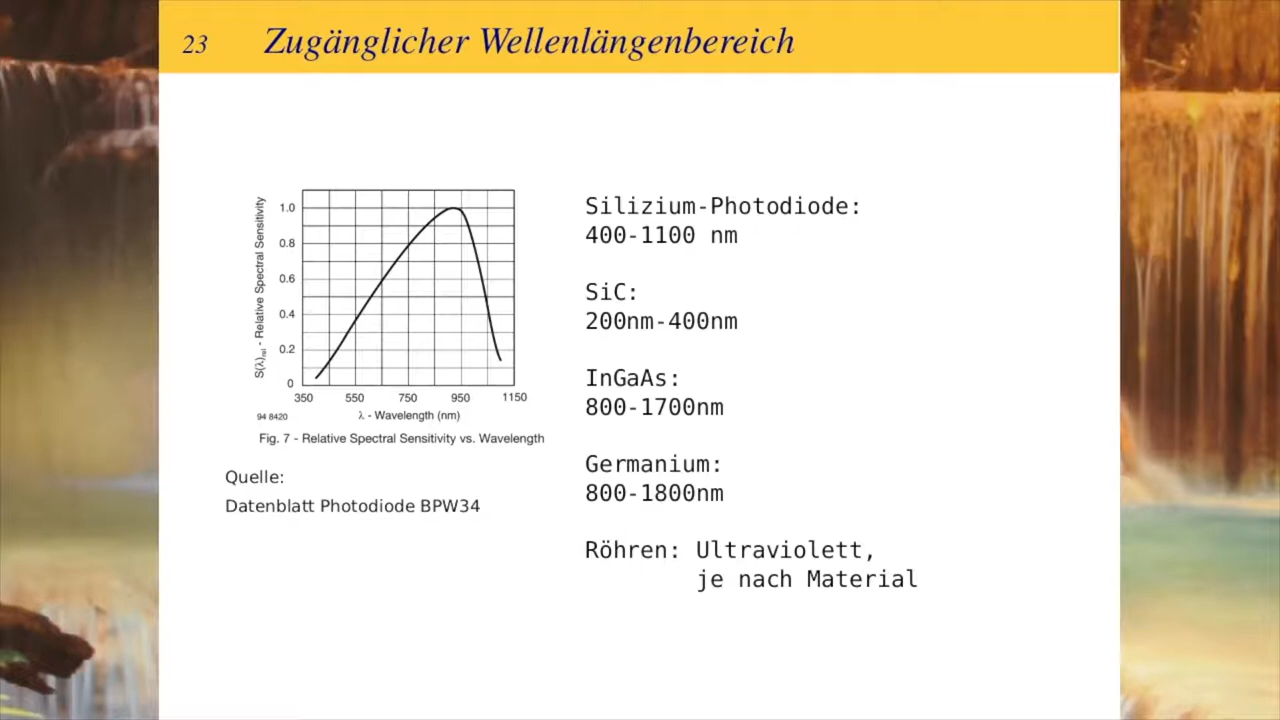 23 Zugänglicher Wellenlängenbereich
S(λ)rel - Relative Spectral Sensitivity
1.0
0.8
0.6
0.4
0.2
0
350 550 750 950 1150
94 8420
λ - Wavelength (nm)
Fig. 7 - Relative Spectral Sensitivity vs. Wavelength
Quelle:
Datenblatt Photodiode BPW34
Silizium-Photodiode:
400-1100 nm
SiC:
200nm-400nm
InGaAs:
800-1700nm
Germanium:
800-1800nm
Röhren: Ultraviolett,
je nach Material